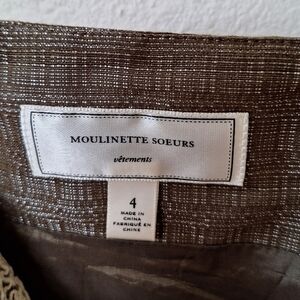 MOULINETTE SOEURS
vêtements
4
MADE IN
CHINA
FABRIQUÉ EN
CHINE